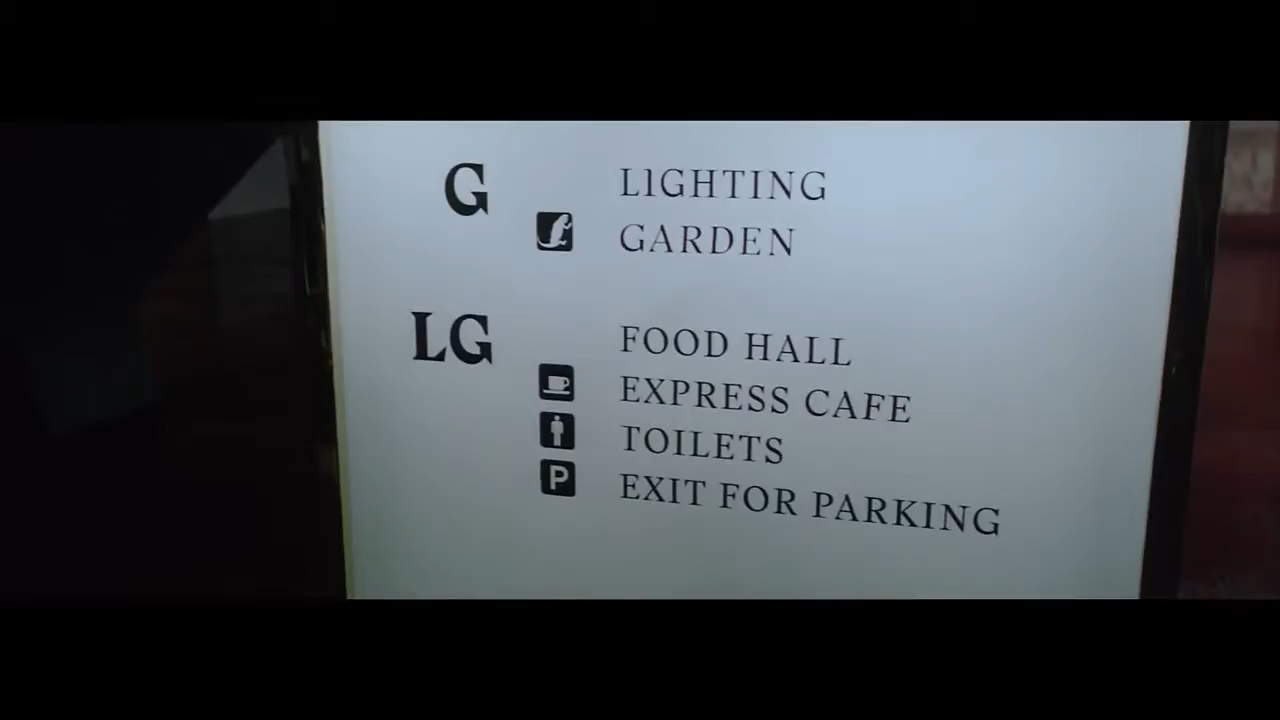 G LIGHTING
GARDEN
LG FOOD HALL
EXPRESS CAFE
TOILETS
P EXIT FOR PARKING